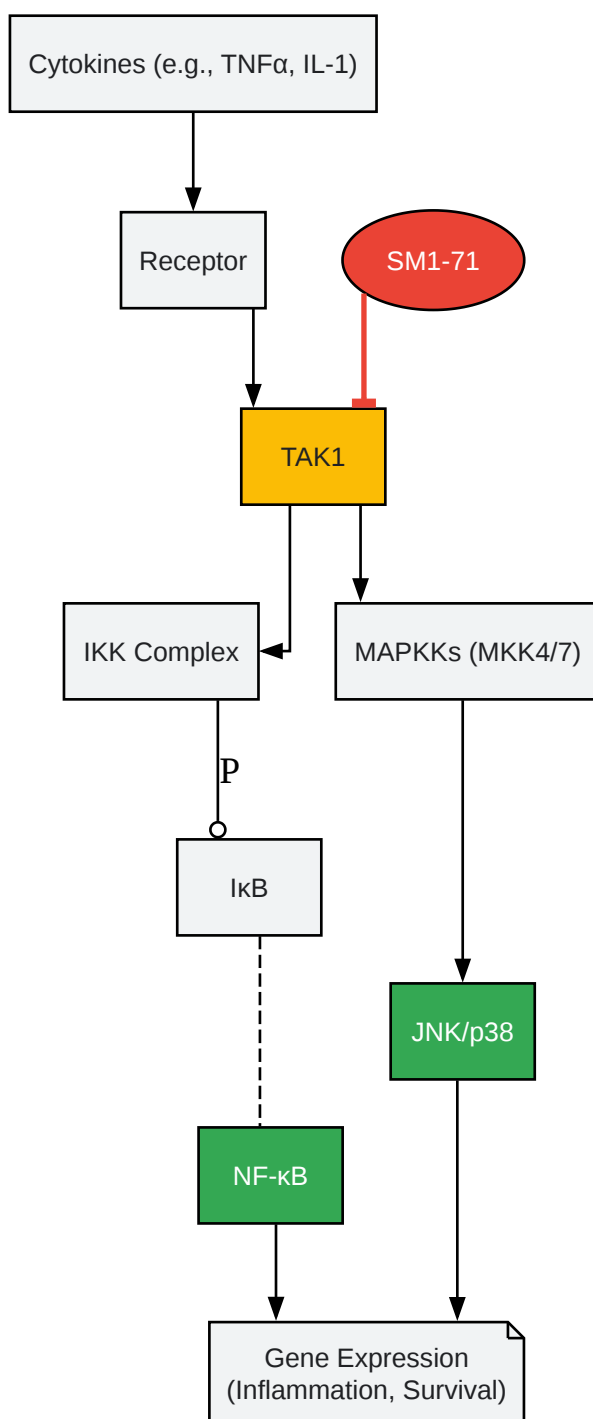 Cytokines (e.g., TNFα, IL-1)
Receptor
SM1-71
TAK1
IKK Complex
MAPKKs (MKK4/7)
P
IκB
JNK/p38
NF-κB
Gene Expression
(Inflammation, Survival)